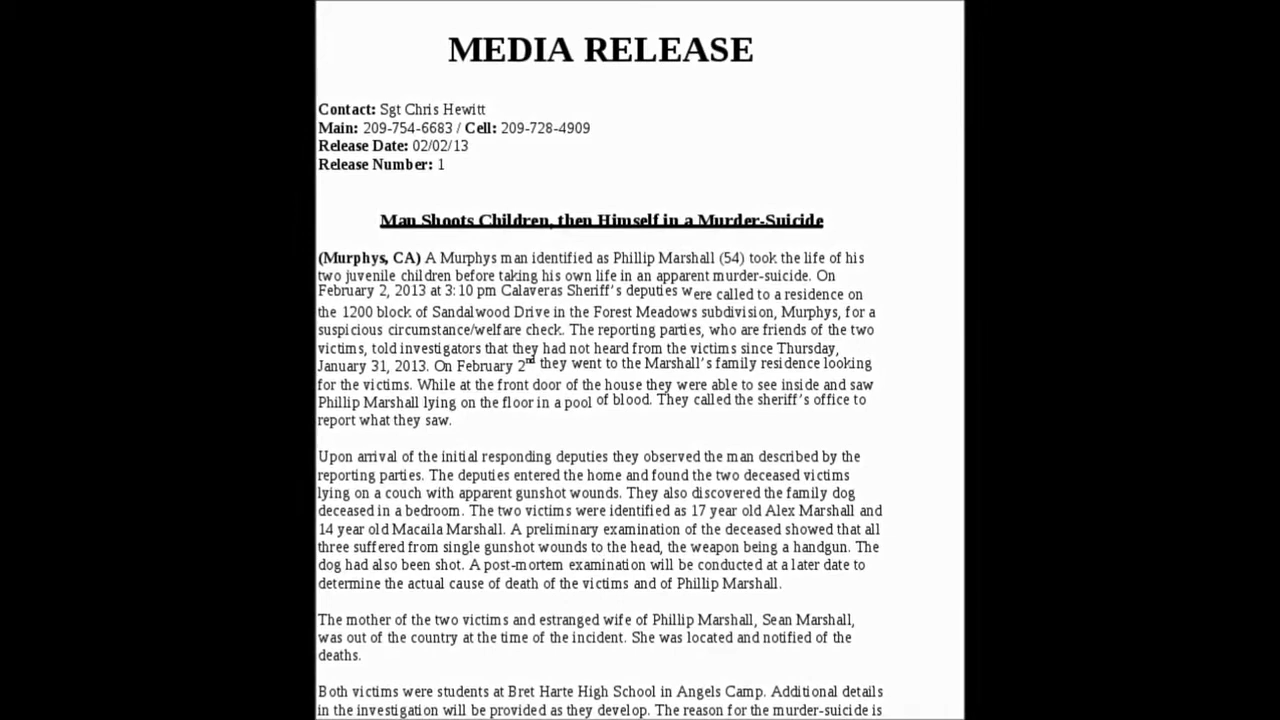 MEDIA RELEASE
Contact: Sgt Chris Hewitt
Main: 209-754-6683 / Cell: 209-728-4909
Release Date: 02/02/13
Release Number: 1
Man Shoots Children, then Himself in a Murder-Suicide
(Murphys, CA) A Murphys man identified as Phillip Marshall (54) took the life of his
two juvenile children before taking his own life in an apparent murder-suicide. On
February 2, 2013 at 3:10 pm Calaveras Sheriff's deputies were called to a residence on
the 1200 block of Sandalwood Drive in the Forest Meadows subdivision, Murphys, for a
suspicious circumstance/welfare check. The reporting parties, who are friends of the two
victims, told investigators that they had not heard from the victims since Thursday,
January 31, 2013. On February 2nd they went to the Marshall's family residence looking
for the victims. While at the front door of the house they were able to see inside and saw
Phillip Marshall lying on the floor in a pool of blood. They called the sheriff's office to
report what they saw.
Upon arrival of the initial responding deputies they observed the man described by the
reporting parties. The deputies entered the home and found the two deceased victims
lying on a couch with apparent gunshot wounds. They also discovered the family dog
deceased in a bedroom. The two victims were identified as 17 year old Alex Marshall and
14 year old Macaila Marshall. A preliminary examination of the deceased showed that all
three suffered from single gunshot wounds to the head, the weapon being a handgun. The
dog had also been shot. A post-mortem examination will be conducted at a later date to
determine the actual cause of death of the victims and of Phillip Marshall.
The mother of the two victims and estranged wife of Phillip Marshall, Sean Marshall,
was out of the country at the time of the incident. She was located and notified of the
deaths.
Both victims were students at Bret Harte High School in Angels Camp. Additional details
in the investigation will be provided as they develop. The reason for the murder-suicide is